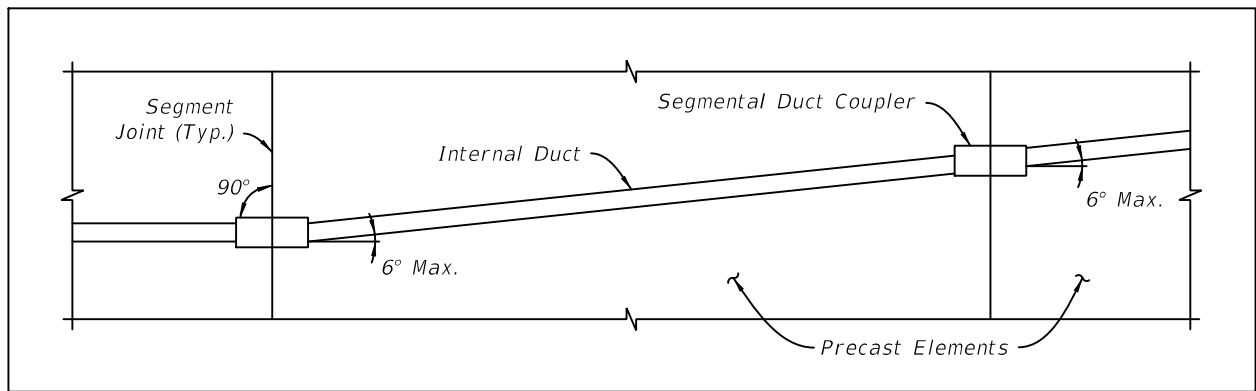 Segment
Joint (Typ.)
Segmental Duct Coupler
Internal Duct
90°
6° Max.
6° Max.
Precast Elements